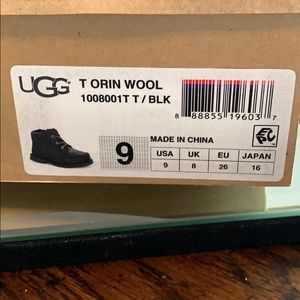 UGG
T ORIN WOOL
1008001T T / BLK
8 88855 19603 7
MADE IN CHINA
EAC
9
USA UK EU JAPAN
9 8 26 16